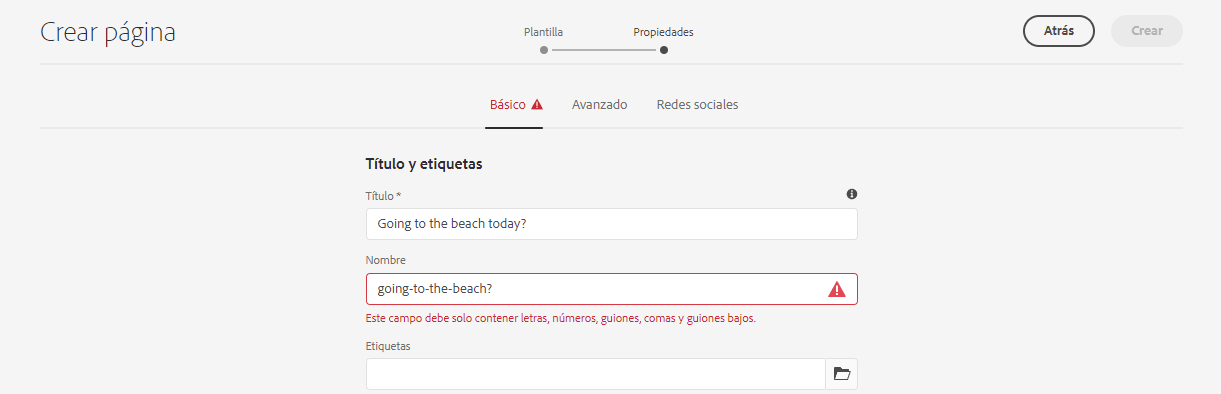 Crear página
Plantilla
Propiedades
Atrás
Crear
Básico
Avanzado
Redes sociales
Título y etiquetas
Título *
Going to the beach today?
Nombre
going-to-the-beach?
Este campo debe solo contener letras, números, guiones, comas y guiones bajos.
Etiquetas